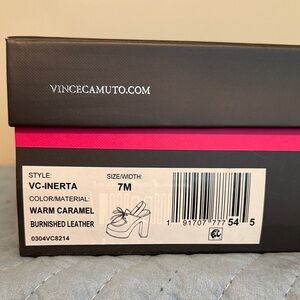 VINCECAMUTO.COM
STYLE: SIZE/WIDTH:
VC-INERTA 7M
COLOR/MATERIAL:
WARM CARAMEL
BURNISHED LEATHER
0304VC8214
1 91707 777 54 5